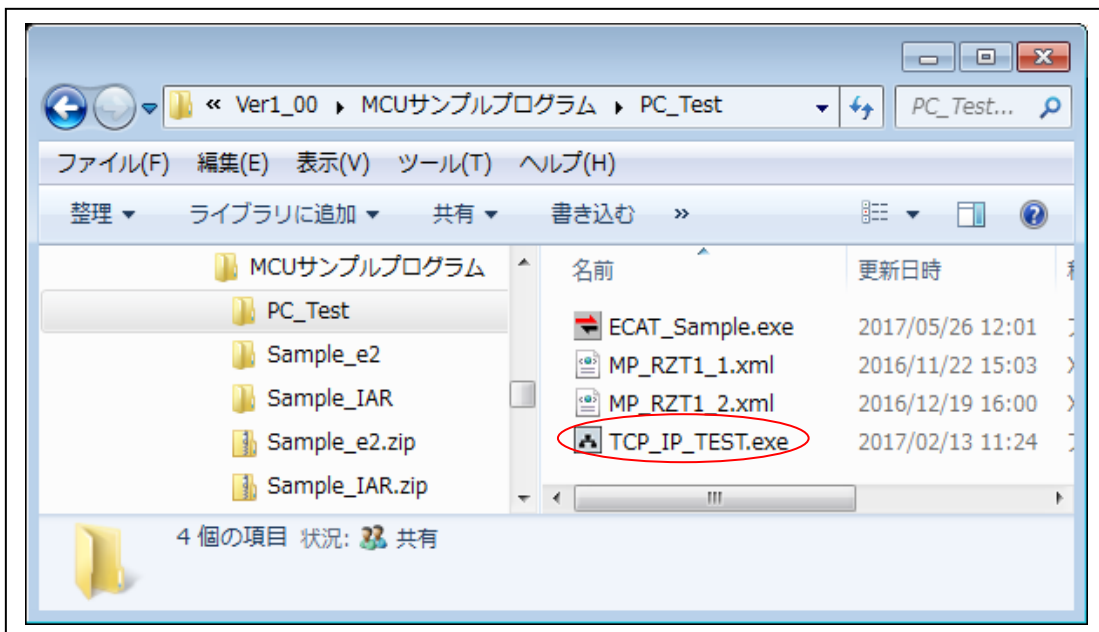 « Ver1_00 ▸ MCUサンプルプログラム ▸ PC_Test
PC_Test...
ファイル(F) 編集(E) 表示(V) ツール(T) ヘルプ(H)
整理 ▼ ライブラリに追加 ▼ 共有 ▼ 書き込む »
MCUサンプルプログラム
PC_Test
Sample_e2
Sample_IAR
Sample_e2.zip
Sample_IAR.zip
名前 更新日時
ECAT_Sample.exe 2017/05/26 12:01
MP_RZT1_1.xml 2016/11/22 15:03
MP_RZT1_2.xml 2016/12/19 16:00
TCP_IP_TEST.exe 2017/02/13 11:24
4 個の項目 状況: 共有